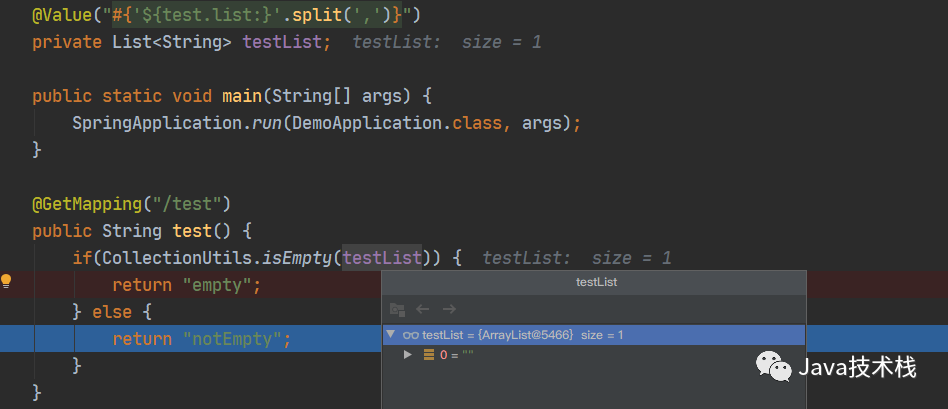 @Value("#{'${test.list:}'.split(',')}")
private List<String> testList; testList: size = 1
public static void main(String[] args) {
SpringApplication.run(DemoApplication.class, args);
}
@GetMapping("/test")
public String test() {
if(CollectionUtils.isEmpty(testList)) { testList: size = 1
return "empty";
testList
} else {
testList = {ArrayList@5466} size = 1
return "notEmpty";
0 = ""
}
Java技术栈
}